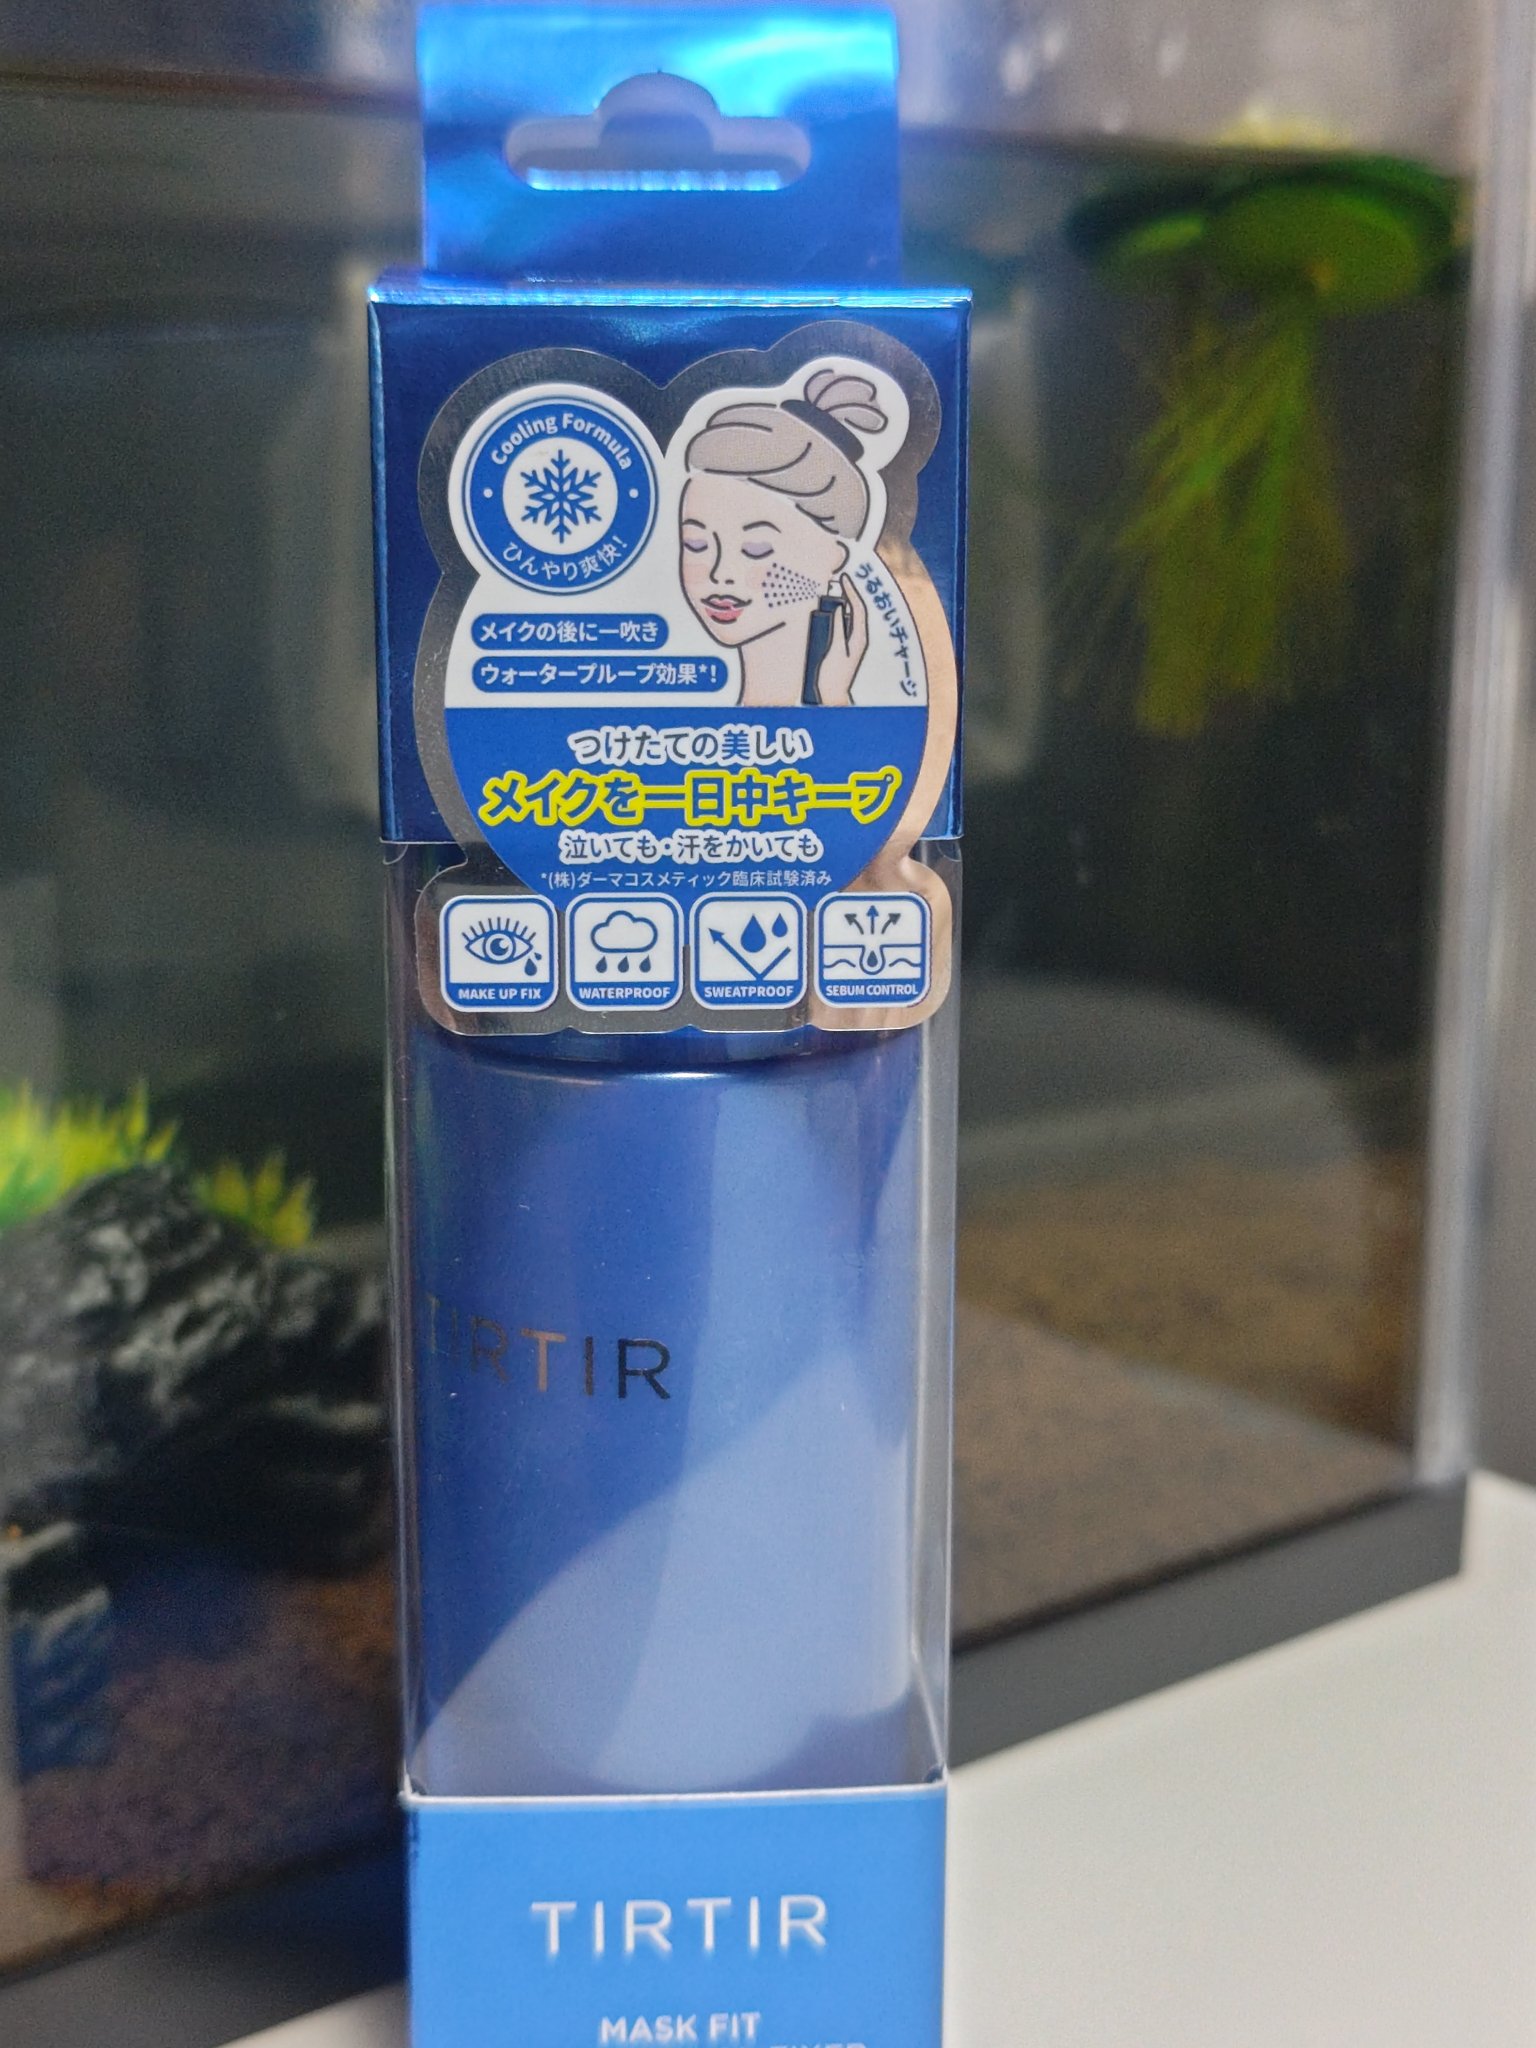 Cooling Formula
ひんやり爽快!
うるおいチャージ
メイクの後に一吹き
ウォータープルーフ効果*!
つけたての美しい
メイクを一日中キープ
泣いても・汗をかいても
*(株)ダーマコスメティック臨床試験済み
MAKE UP FIX
WATERPROOF
SWEATPROOF
SEBUM CONTROL
TIRTIR
TIRTIR
MASK FIT